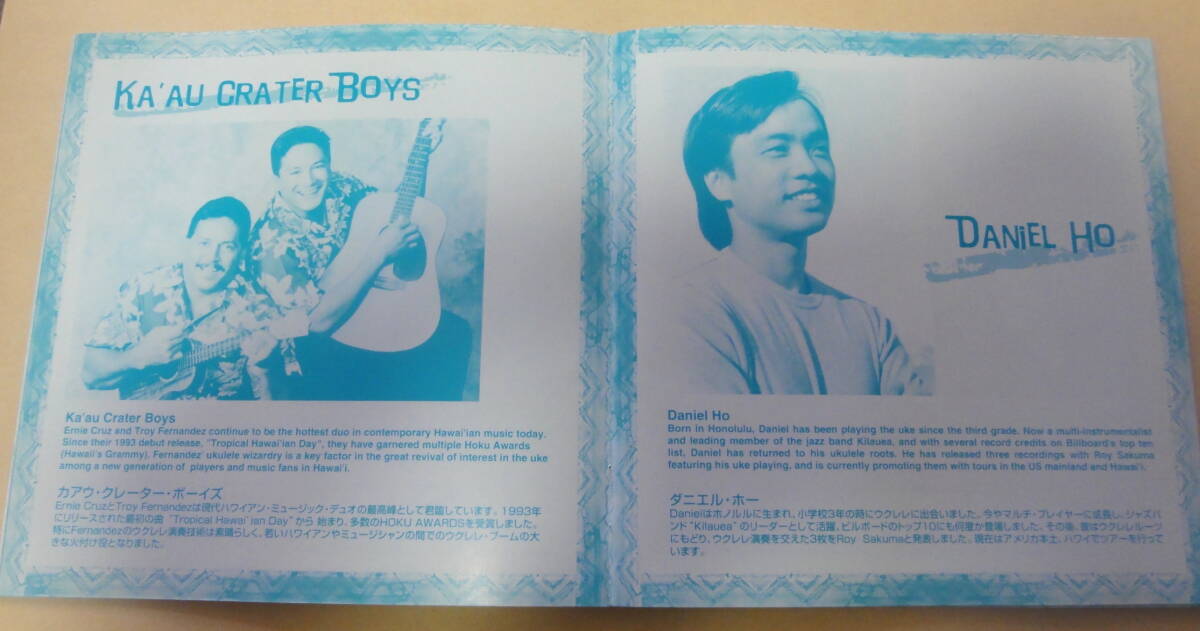 KA'AU CRATER BOYS
Ka'au Crater Boys
Ernie Cruz and Troy Fernandez continue to be the hottest duo in contemporary Hawai'ian music today.
Since their 1993 debut release, "Tropical Hawai'ian Day", they have garnered multiple Hoku Awards
(Hawaii's Grammy). Fernandez' ukulele wizardry is a key factor in the great revival of interest in the uke
among a new generation of players and music fans in Hawai'i.
カアウ・クレーター・ボーイズ
Ernie CruzとTroy Fernandezは現代ハワイアン・ミュージック・デュオの最高峰として君臨しています。1993年
にリリースされた最初の曲 "Tropical Hawai'ian Day"から 始まり、多数のHOKU AWARDSを受賞しました。
特にFernandezのウクレレ演奏技術は素晴らしく、若いハワイアンやミュージシャンの間でのウクレレ・ブームの大
きな火付け役となりました。
DANIEL HO
Daniel Ho
Born in Honolulu, Daniel has been playing the uke since the third grade. Now a multi-instrumentalist
and leading member of the jazz band Kilauea, and with several record credits on Billboard's top ten
list, Daniel has returned to his ukulele roots. He has released three recordings with Roy Sakuma
featuring his uke playing, and is currently promoting them with tours in the US mainland and Hawai'i.
ダニエル・ホー
Danielはホノルルに生まれ、小学校3年の時にウクレレに出会いました。今やマルチ・プレイヤーに成長し、ジャズバ
ンド"Kilauea"のリーダーとして活躍、ビルボードのトップ10にも何度か登場しました。その後、彼はウクレレルーツ
にもどり、ウクレレ演奏を交えた3枚をRoy Sakumaと発表しました。現在はアメリカ本土、ハワイでツアーを行って
います。